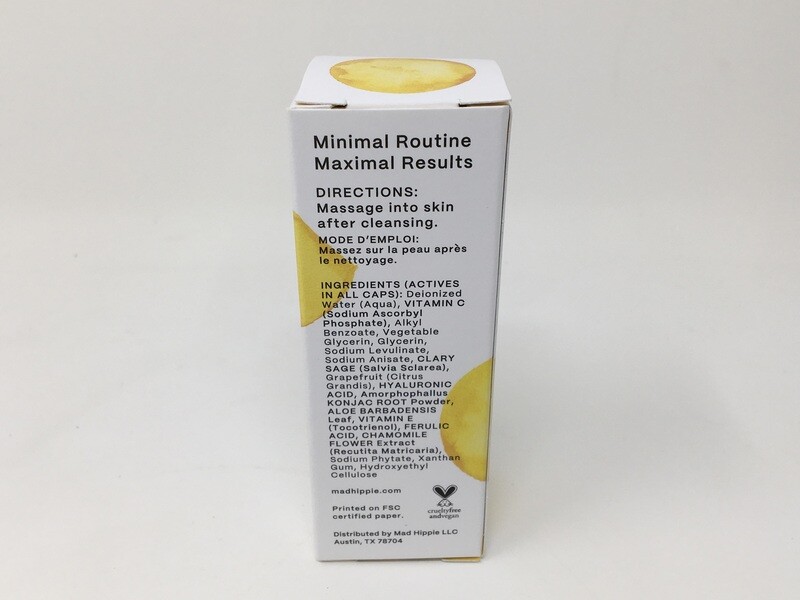 Minimal Routine
Maximal Results
DIRECTIONS:
Massage into skin
after cleansing.
MODE D'EMPLOI:
Massez sur la peau après
le nettoyage.
INGREDIENTS (ACTIVES
IN ALL CAPS): Deionized
Water (Aqua), VITAMIN C
(Sodium Ascorbyl
Phosphate), Alkyl
Benzoate, Vegetable
Glycerin, Glycerin,
Sodium Levulinate,
Sodium Anisate, CLARY
SAGE (Salvia Sclarea),
Grapefruit (Citrus
Grandis), HYALURONIC
ACID, Amorphophallus
KONJAC ROOT Powder,
ALOE BARBADENSIS
Leaf, VITAMIN E
(Tocotrienol), FERULIC
ACID, CHAMOMILE
FLOWER Extract
(Recutita Matricaria),
Sodium Phytate, Xanthan
Gum, Hydroxyethyl
Cellulose
madhippie.com
Printed on FSC
certified paper.
crueltyfree
andvegan
Distributed by Mad Hippie LLC
Austin, TX 78704